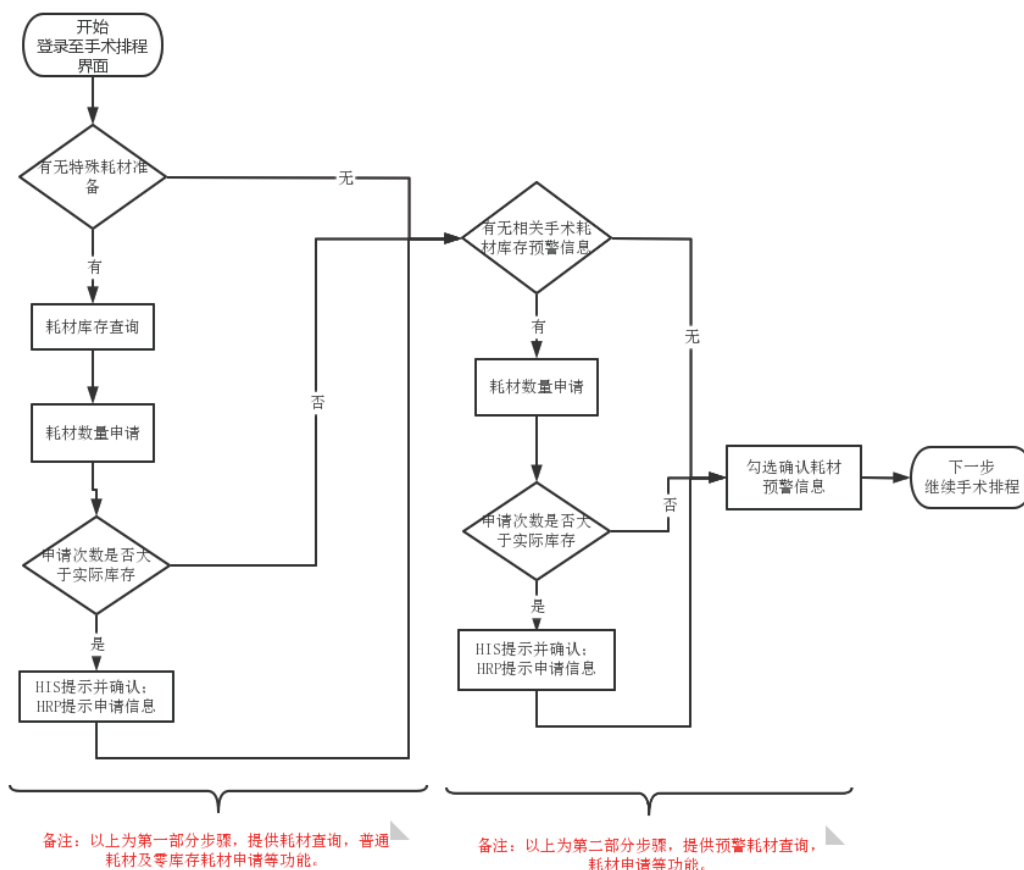 开始
登录至手术排程
界面
有无特殊耗材准
备
无
有
耗材库存查询
耗材数量申请
申请次数是否大
于实际库存
否
是
HIS提示并确认；
HRP提示申请信息
有无相关手术耗
材库存预警信息
无
有
耗材数量申请
申请次数是否大
于实际库存
否
是
HIS提示并确认；
HRP提示申请信息
勾选确认耗材
预警信息
下一步
继续手术排程
备注：以上为第一部分步骤，提供耗材查询，普通
耗材及零库存耗材申请等功能。
备注：以上为第二部分步骤，提供预警耗材查询，
耗材申请等功能。